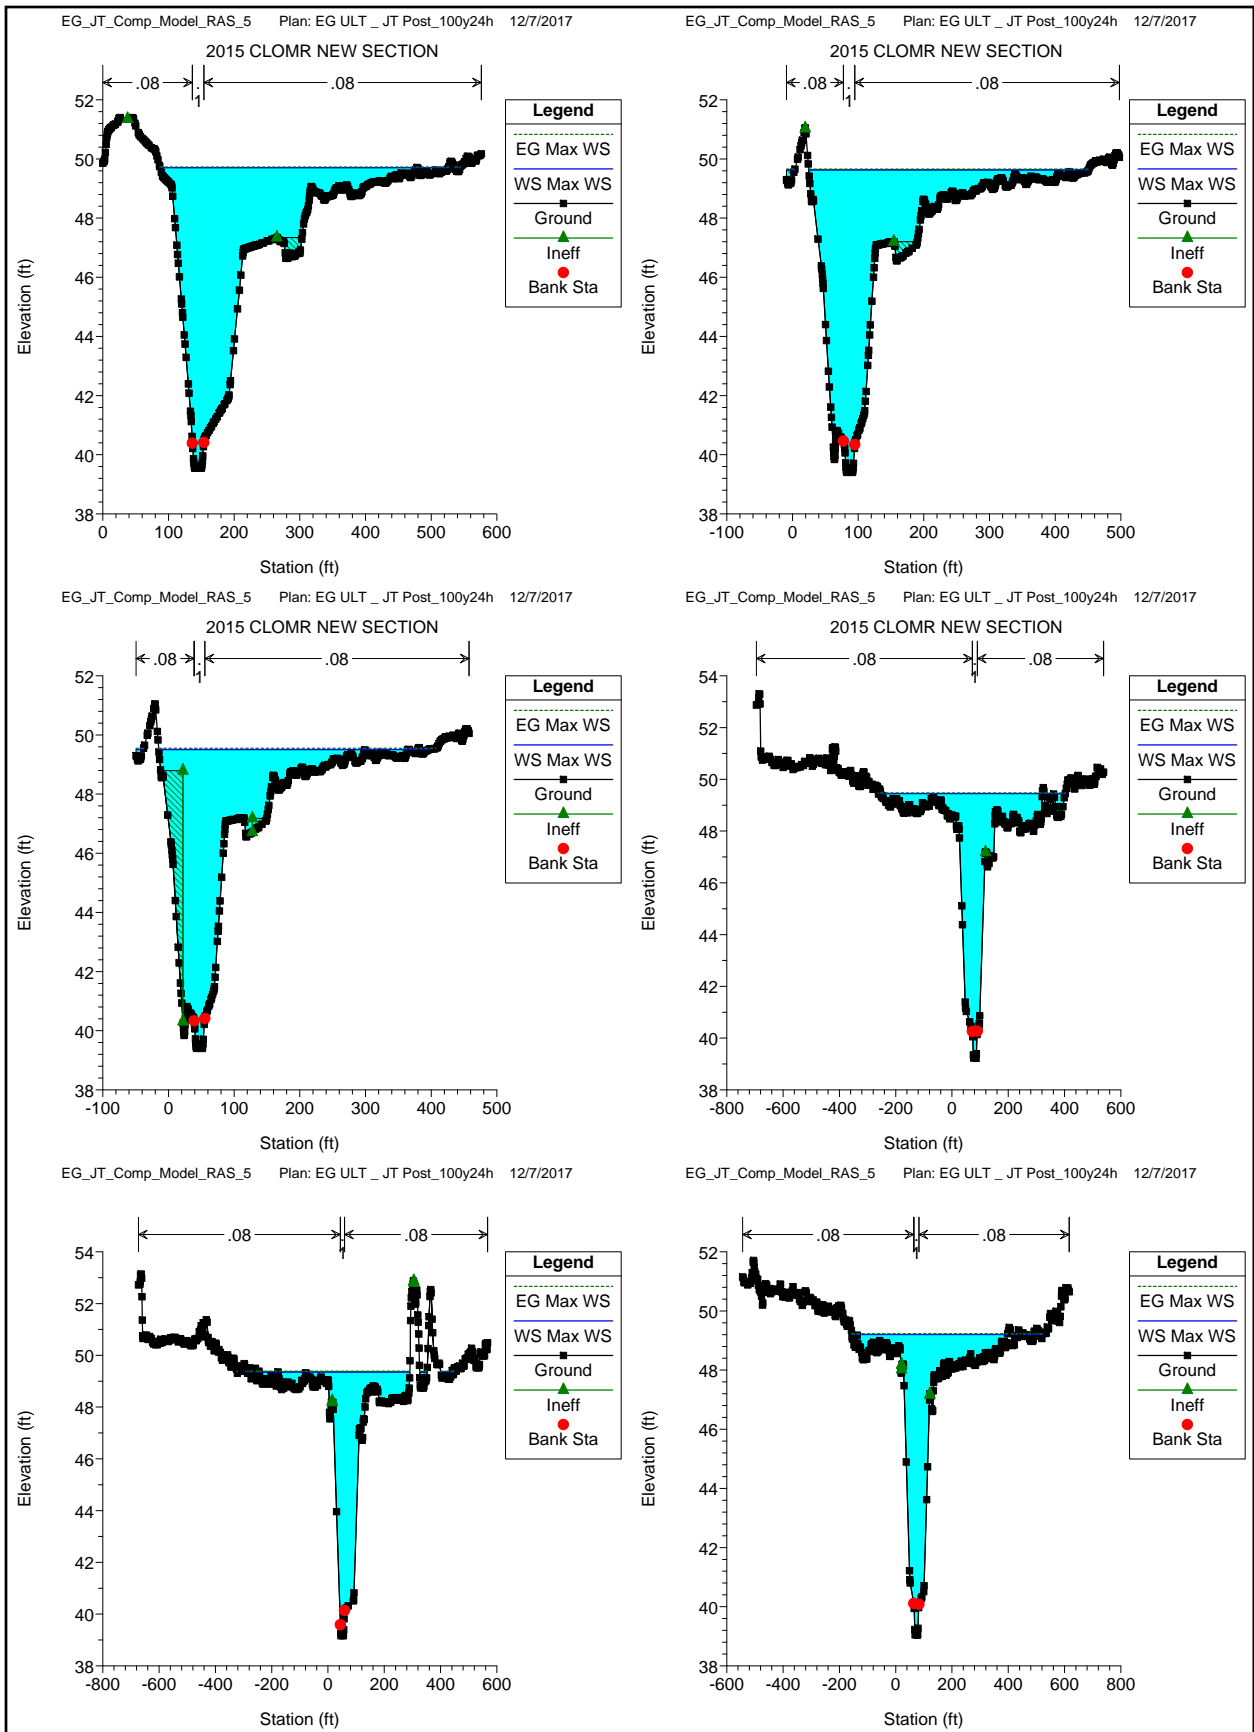 EG_JT_Comp_Model_RAS_5 Plan: EG ULT _ JT Post_100y24h 12/7/2017
2015 CLOMR NEW SECTION
.08 .1 .08
52
50
48
46
44
42
40
38
0 100 200 300 400 500 600
Elevation (ft)
Station (ft)
Legend
EG Max WS
WS Max WS
Ground
Ineff
Bank Sta
EG_JT_Comp_Model_RAS_5 Plan: EG ULT _ JT Post_100y24h 12/7/2017
2015 CLOMR NEW SECTION
.08 .1 .08
52
50
48
46
44
42
40
38
-100 0 100 200 300 400 500
Elevation (ft)
Station (ft)
Legend
EG Max WS
WS Max WS
Ground
Ineff
Bank Sta
EG_JT_Comp_Model_RAS_5 Plan: EG ULT _ JT Post_100y24h 12/7/2017
2015 CLOMR NEW SECTION
.08 .1 .08
52
50
48
46
44
42
40
38
-100 0 100 200 300 400 500
Elevation (ft)
Station (ft)
Legend
EG Max WS
WS Max WS
Ground
Ineff
Bank Sta
EG_JT_Comp_Model_RAS_5 Plan: EG ULT _ JT Post_100y24h 12/7/2017
2015 CLOMR NEW SECTION
.08 .1 .08
54
52
50
48
46
44
42
40
38
-800 -600 -400 -200 0 200 400 600
Elevation (ft)
Station (ft)
Legend
EG Max WS
WS Max WS
Ground
Ineff
Bank Sta
EG_JT_Comp_Model_RAS_5 Plan: EG ULT _ JT Post_100y24h 12/7/2017
.08 .1 .08
54
52
50
48
46
44
42
40
38
-800 -600 -400 -200 0 200 400 600
Elevation (ft)
Station (ft)
Legend
EG Max WS
WS Max WS
Ground
Ineff
Bank Sta
EG_JT_Comp_Model_RAS_5 Plan: EG ULT _ JT Post_100y24h 12/7/2017
.08 .1 .08
52
50
48
46
44
42
40
38
-600 -400 -200 0 200 400 600 800
Elevation (ft)
Station (ft)
Legend
EG Max WS
WS Max WS
Ground
Ineff
Bank Sta